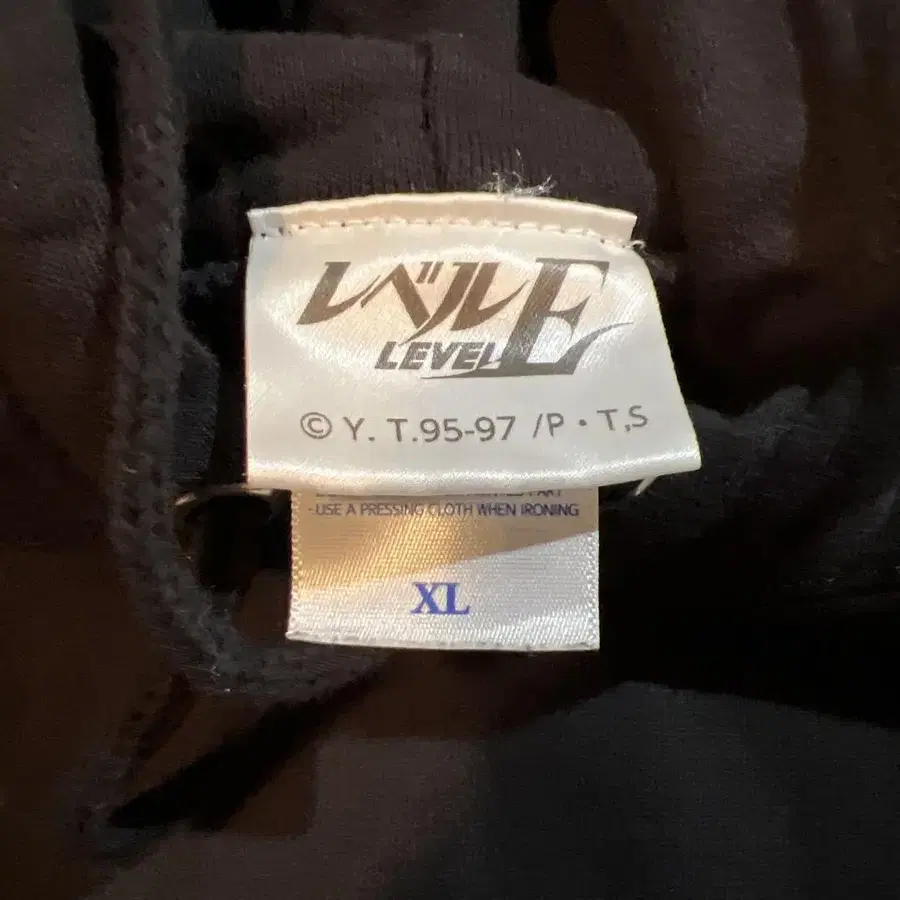 レベルE
LEVEL
© Y. T.95-97 /P・T,S
- USE A PRESSING CLOTH WHEN IRONING
XL